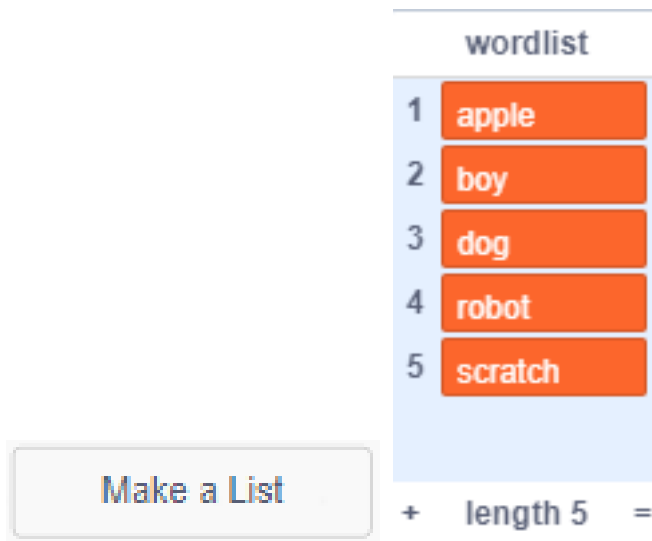 wordlist
1 apple
2 boy
3 dog
4 robot
5 scratch
Make a List
+ length 5 =